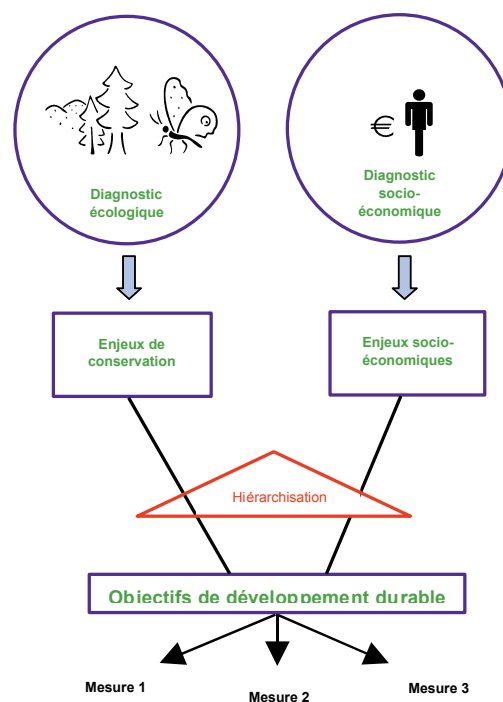 Diagnostic
écologique
€
Diagnostic
socio-
économique
Enjeux de
conservation
Enjeux socio-
économiques
Hiérarchisation
Objectifs de développement durable
Mesure 1
Mesure 2
Mesure 3